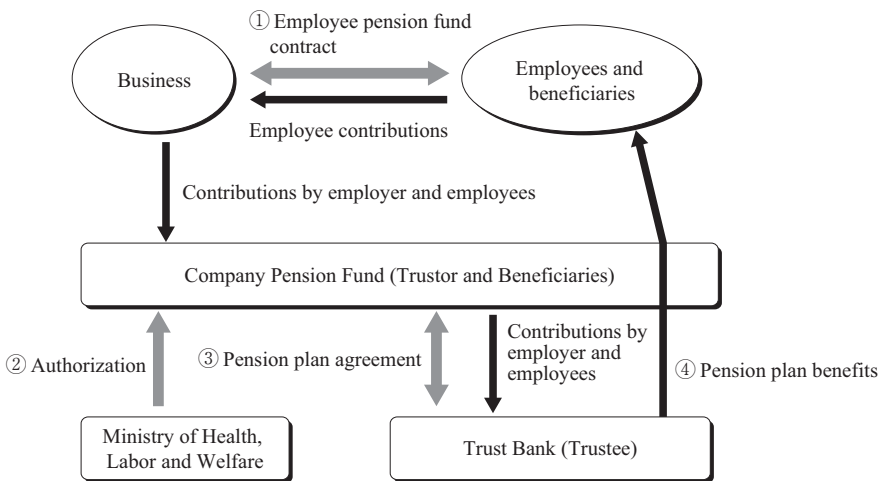 ① Employee pension fund
contract
Business
Employees and
beneficiaries
Employee contributions
Contributions by employer and employees
Company Pension Fund (Trustor and Beneficiaries)
② Authorization
③ Pension plan agreement
Contributions by
employer and
employees
④ Pension plan benefits
Ministry of Health,
Labor and Welfare
Trust Bank (Trustee)